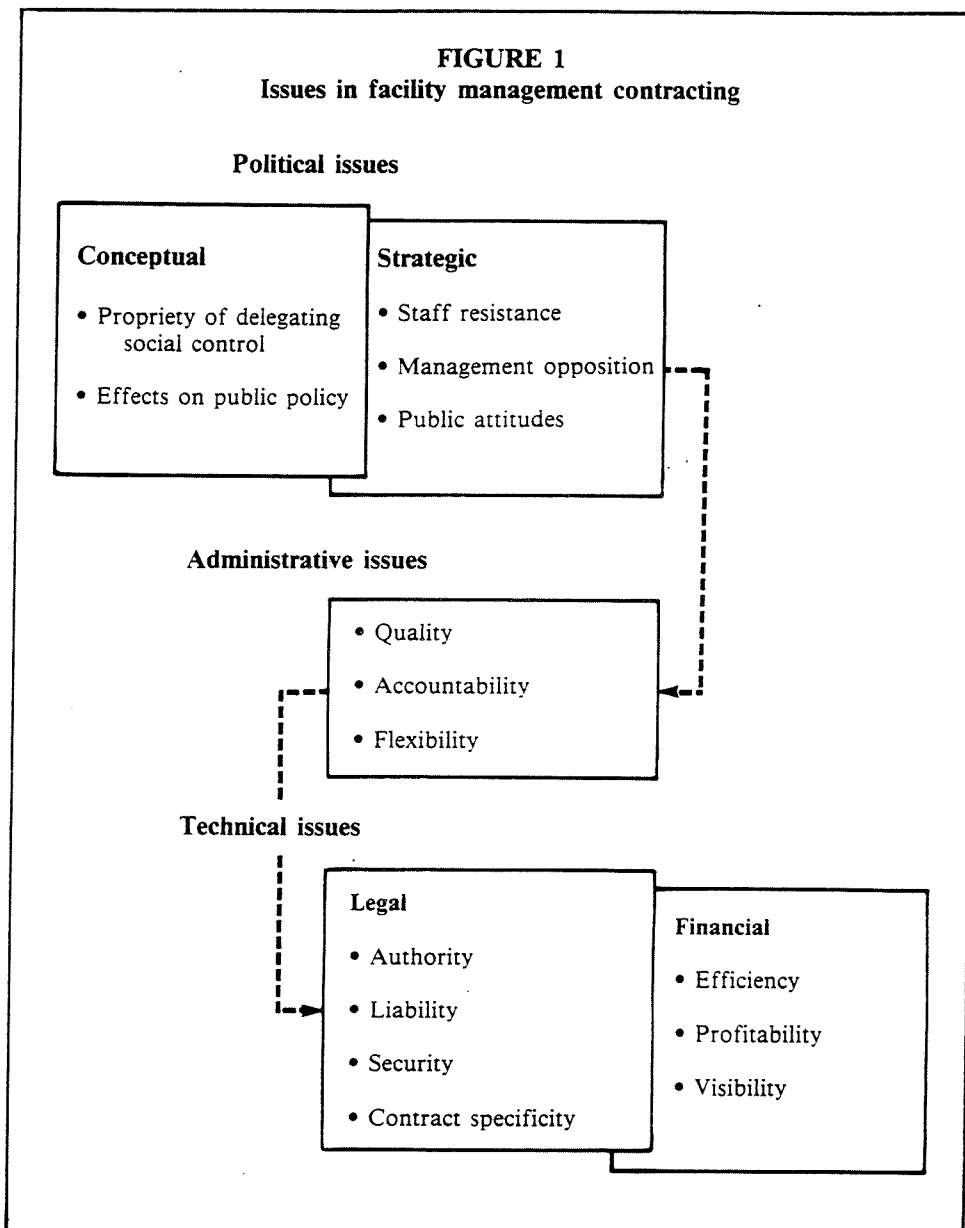 FIGURE 1
Issues in facility management contracting
Political issues
Conceptual
• Propriety of delegating
social control
• Effects on public policy
Strategic
• Staff resistance
• Management opposition
• Public attitudes
Administrative issues
• Quality
• Accountability
• Flexibility
Technical issues
Legal
• Authority
• Liability
• Security
• Contract specificity
Financial
• Efficiency
• Profitability
• Visibility